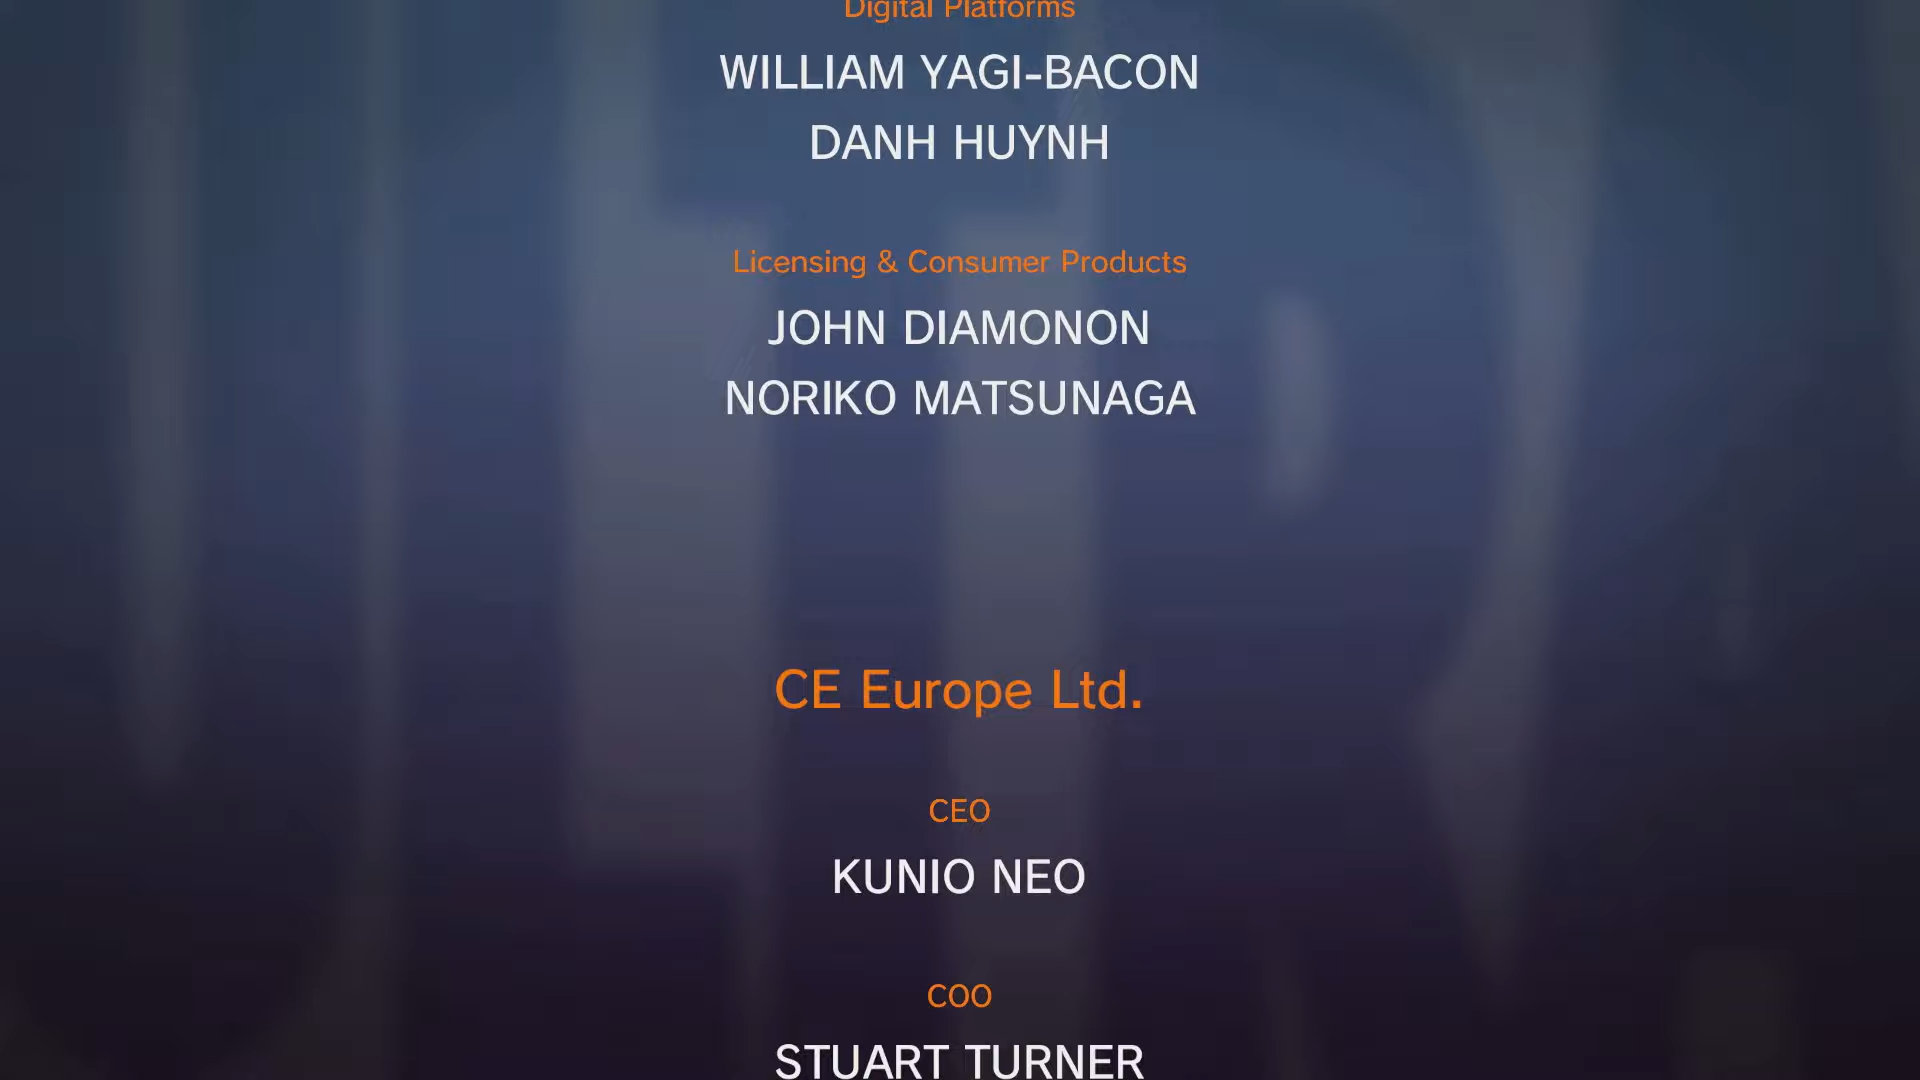 Digital Platforms
WILLIAM YAGI-BACON
DANH HUYNH
Licensing & Consumer Products
JOHN DIAMONON
NORIKO MATSUNAGA
CE Europe Ltd.
CEO
KUNIO NEO
COO
STUART TURNER